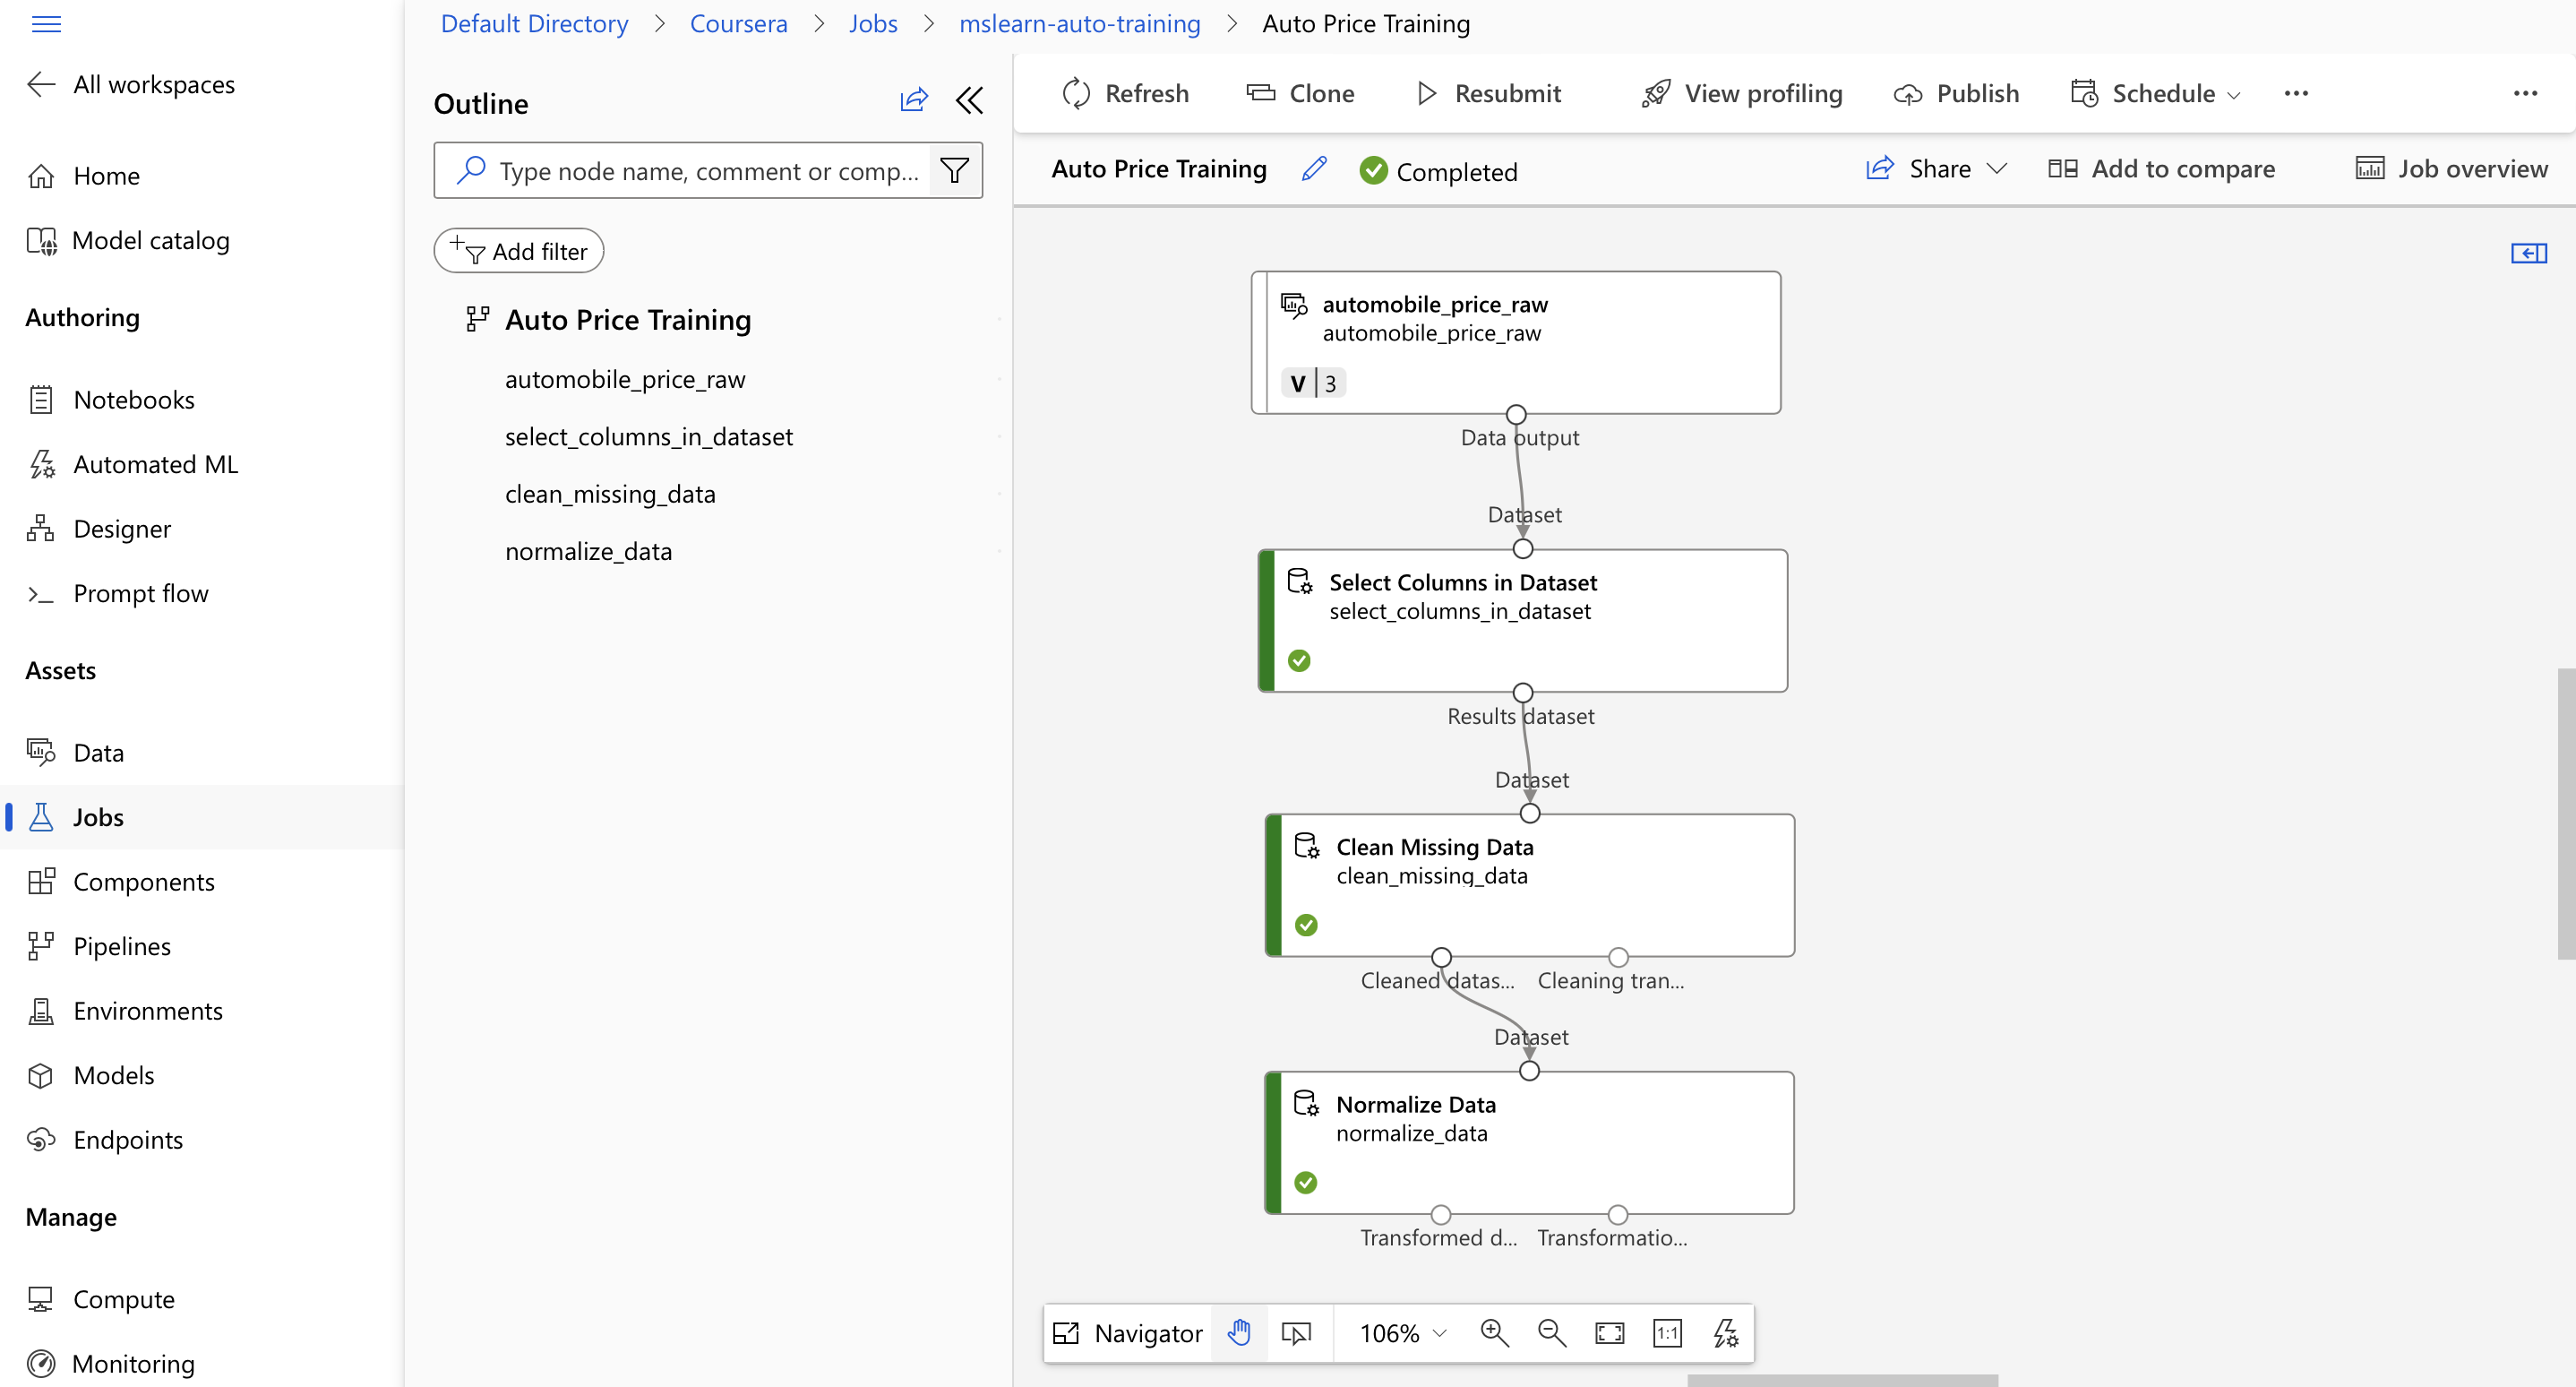 Default Directory > Coursera > Jobs > mslearn-auto-training > Auto Price Training
All workspaces
Home
Model catalog
Authoring
Notebooks
Automated ML
Designer
Prompt flow
Assets
Data
Jobs
Components
Pipelines
Environments
Models
Endpoints
Manage
Compute
Monitoring
Outline
Type node name, comment or comp...
Add filter
Auto Price Training
automobile_price_raw
select_columns_in_dataset
clean_missing_data
normalize_data
Refresh Clone Resubmit View profiling Publish Schedule
Auto Price Training Completed Share Add to compare Job overview
automobile_price_raw
automobile_price_raw
V 3
Data output
Dataset
Select Columns in Dataset
select_columns_in_dataset
Results dataset
Dataset
Clean Missing Data
clean_missing_data
Cleaned datas... Cleaning tran...
Dataset
Normalize Data
normalize_data
Transformed d... Transformatio...
Navigator 106% 1:1